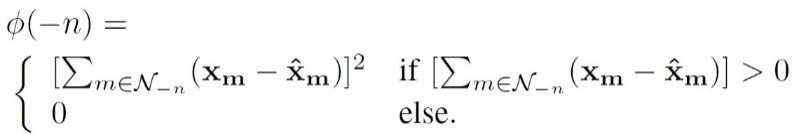 ϕ(−n) =
{ [∑_{m∈𝒩_{−n}}(𝐱_𝐦 − 𝐱̂_𝐦)]² if [∑_{m∈𝒩_{−n}}(𝐱_𝐦 − 𝐱̂_𝐦)] > 0
0 else.